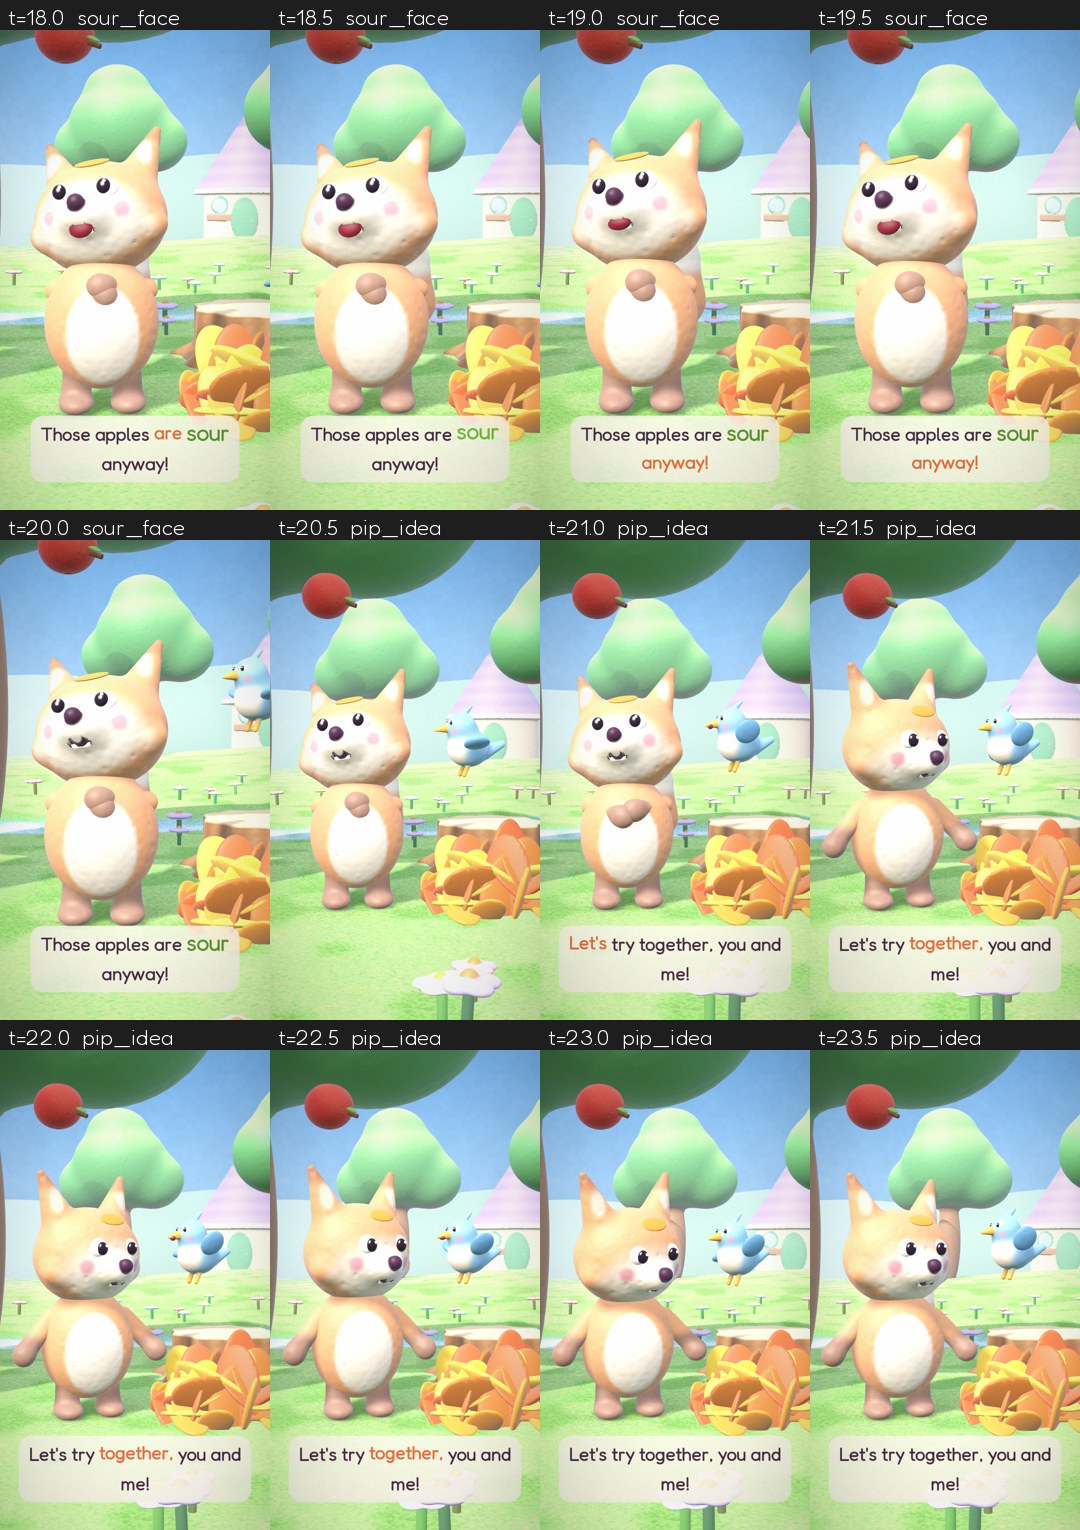 t=18.0 sour_face
t=18.5 sour_face
t=19.0 sour_face
t=19.5 sour_face
Those apples are sour
anyway!
Those apples are sour
anyway!
Those apples are sour
anyway!
Those apples are sour
anyway!
t=20.0 sour_face
t=20.5 pip_idea
t=21.0 pip_idea
t=21.5 pip_idea
Those apples are sour
anyway!
Let's try together, you and
me!
Let's try together, you and
me!
t=22.0 pip_idea
t=22.5 pip_idea
t=23.0 pip_idea
t=23.5 pip_idea
Let's try together, you and
me!
Let's try together, you and
me!
Let's try together, you and
me!
Let's try together, you and
me!